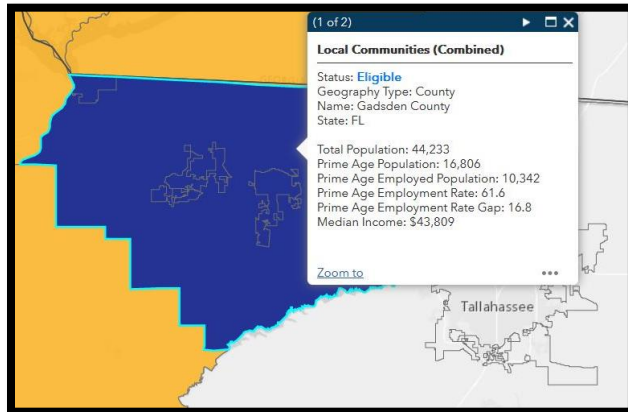 (1 of 2)
Local Communities (Combined)
Status: Eligible
Geography Type: County
Name: Gadsden County
State: FL
Total Population: 44,233
Prime Age Population: 16,806
Prime Age Employed Population: 10,342
Prime Age Employment Rate: 61.6
Prime Age Employment Rate Gap: 16.8
Median Income: $43,809
Zoom to
Tallahassee